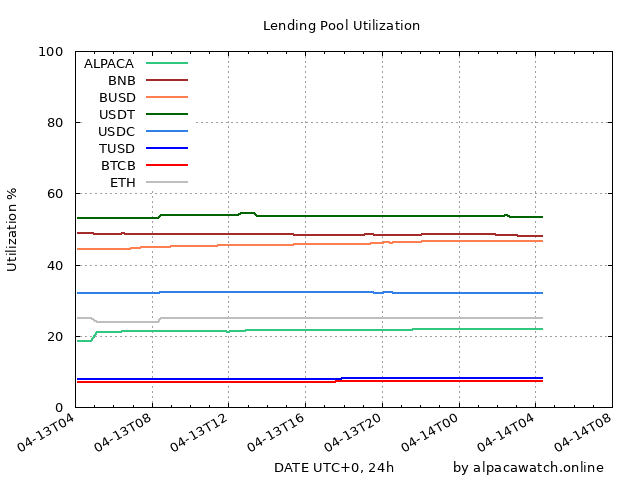 Lending Pool Utilization
100
80
60
40
20
0
Utilization %
ALPACA
BNB
BUSD
USDT
USDC
TUSD
BTCB
ETH
04-13T04
04-13T08
04-13T12
04-13T16
04-13T20
04-14T00
04-14T04
04-14T08
DATE UTC+0, 24h
by alpacawatch.online